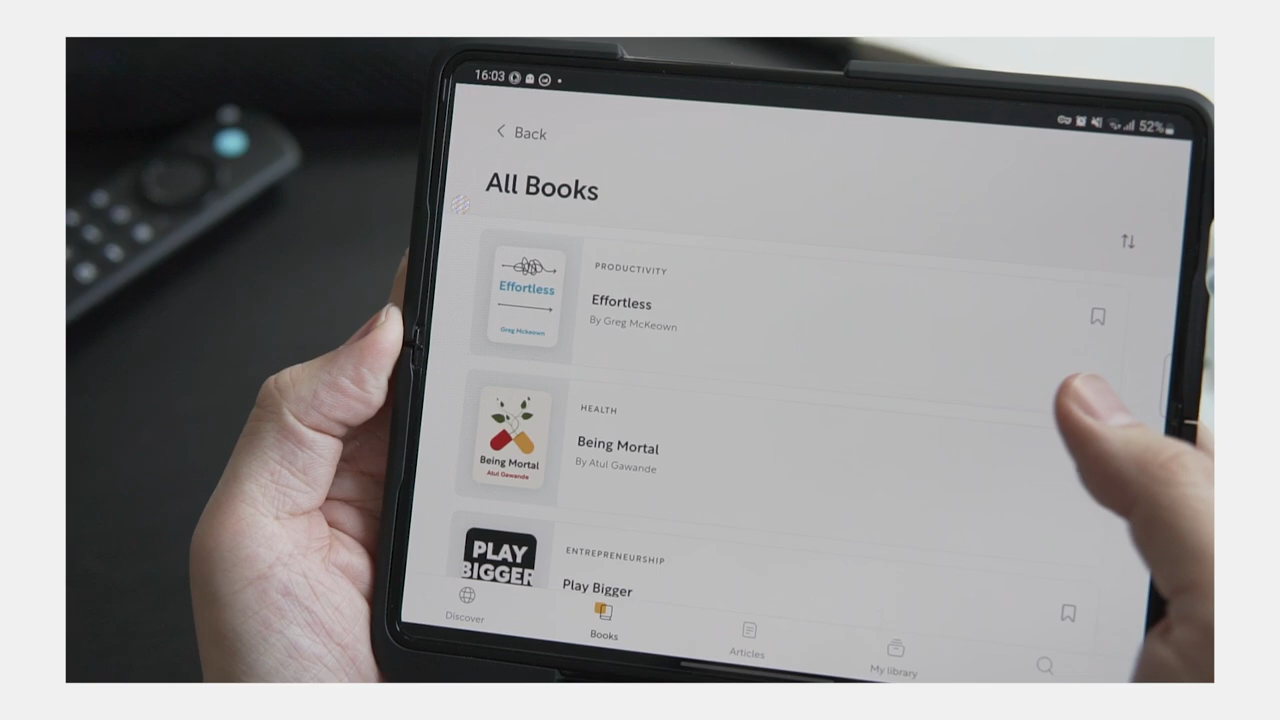 16:03
52%
Back
All Books
Effortless
Greg Mckeown
PRODUCTIVITY
Effortless
By Greg McKeown
Being Mortal
Atul Gawande
HEALTH
Being Mortal
By Atul Gawande
PLAY
BIGGER
ENTREPRENEURSHIP
Play Bigger
Discover
Books
Articles
My library